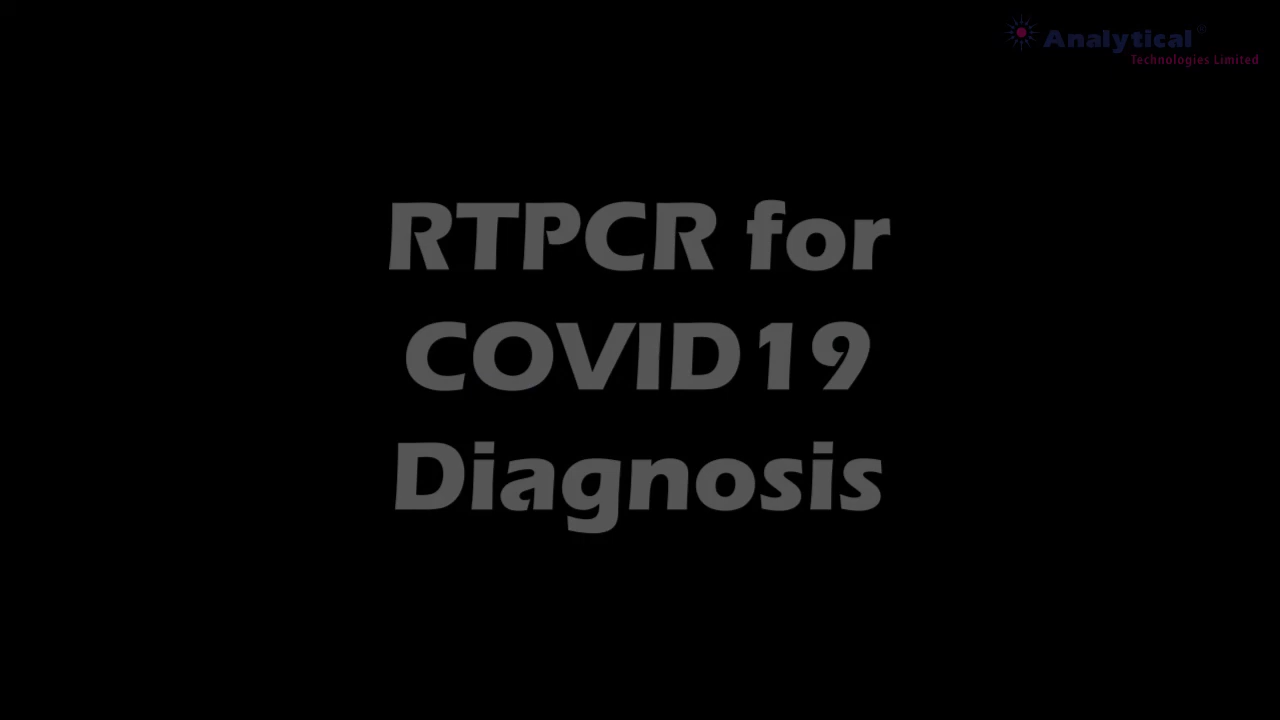 Analytical®
Technologies Limited
RTPCR for
COVID19
Diagnosis